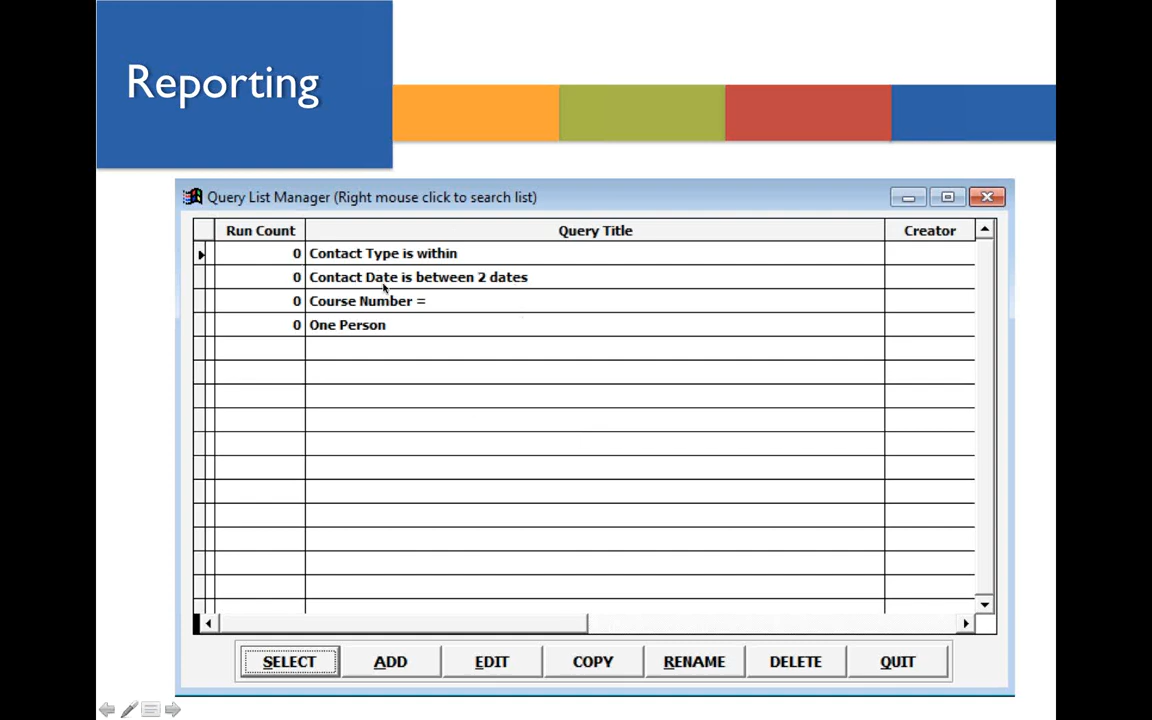 Reporting
Query List Manager (Right mouse click to search list)
Run Count Query Title Creator
0 Contact Type is within
0 Contact Date is between 2 dates
0 Course Number =
0 One Person
SELECT ADD EDIT COPY RENAME DELETE QUIT